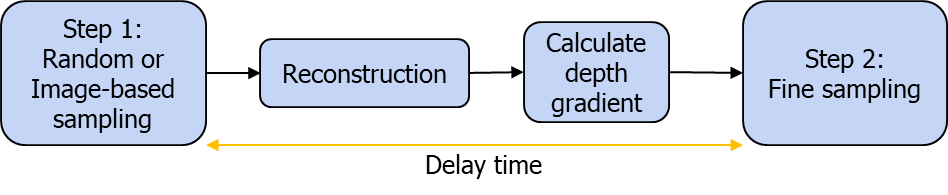 Step 1:
Random or
Image-based
sampling
Reconstruction
Calculate
depth
gradient
Step 2:
Fine sampling
Delay time